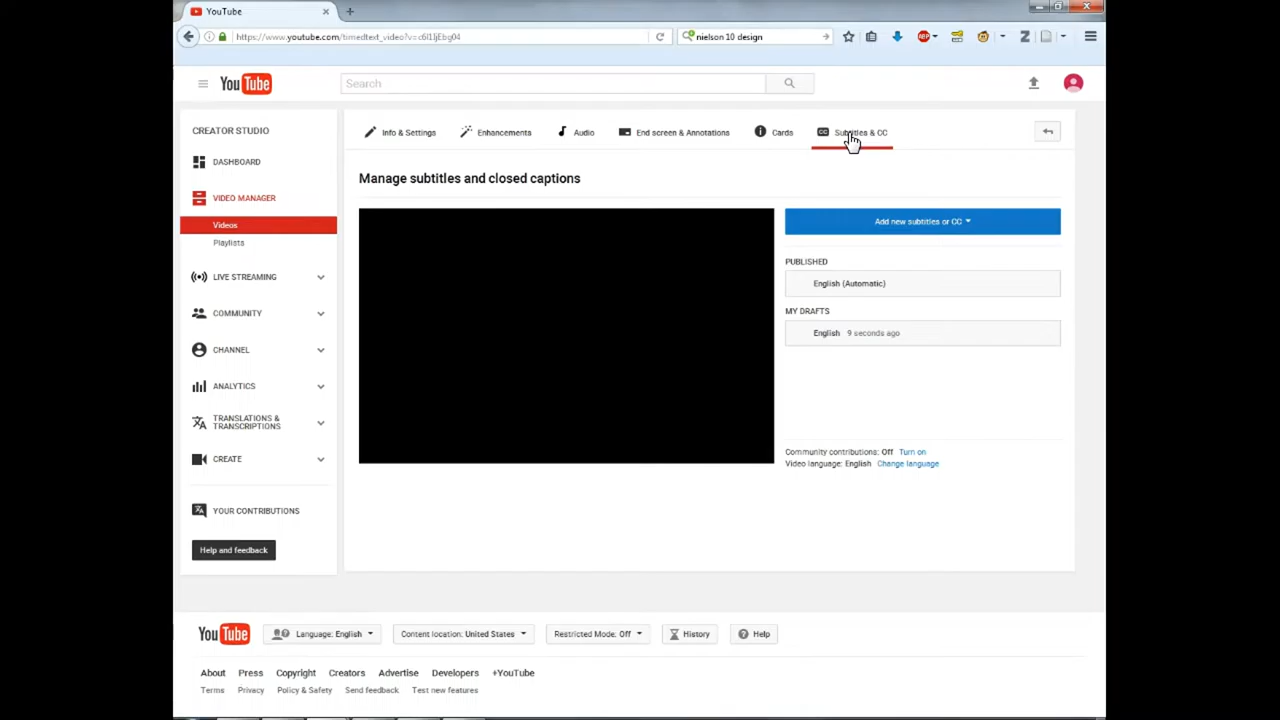 YouTube
https://www.youtube.com/timedtext_video?v=c6l1ljEbg04
nielson 10 design
ABP
Z
YouTube
Search
CREATOR STUDIO
DASHBOARD
VIDEO MANAGER
Videos
Playlists
LIVE STREAMING
COMMUNITY
CHANNEL
ANALYTICS
TRANSLATIONS &
TRANSCRIPTIONS
CREATE
YOUR CONTRIBUTIONS
Help and feedback
Info & Settings
Enhancements
Audio
End screen & Annotations
Cards
CC Subtitles & CC
Manage subtitles and closed captions
Add new subtitles or CC
PUBLISHED
English (Automatic)
MY DRAFTS
English 9 seconds ago
Community contributions: Off Turn on
Video language: English Change language
YouTube
Language: English
Content location: United States
Restricted Mode: Off
History
Help
About Press Copyright Creators Advertise Developers +YouTube
Terms Privacy Policy & Safety Send feedback Test new features